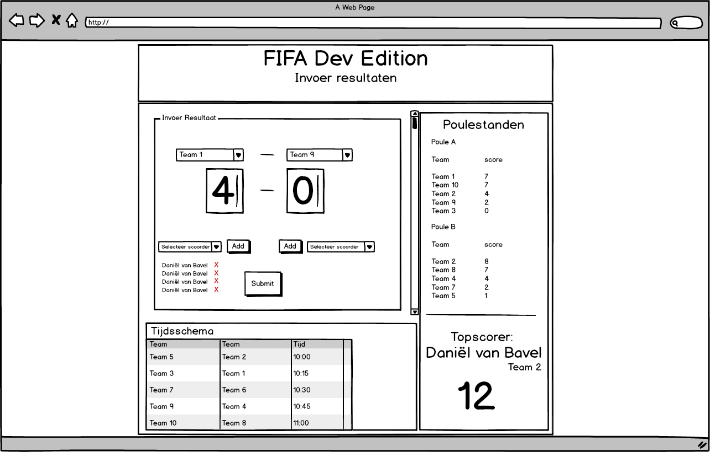 A Web Page
http://
FIFA Dev Edition
Invoer resultaten
Invoer Resultaat
Team 1 — Team 9
4 - 0
Selecteer scoorder Add Add Selecteer scoorder
Daniël van Bavel X
Daniël van Bavel X
Daniël van Bavel X
Daniël van Bavel X
Submit
Tijdsschema
Team Team Tijd
Team 5 Team 2 10:00
Team 3 Team 1 10:15
Team 7 Team 6 10:30
Team 9 Team 4 10:45
Team 10 Team 8 11:00
Poulestanden
Poule A
Team score
Team 1 7
Team 10 7
Team 2 4
Team 9 2
Team 3 0
Poule B
Team score
Team 2 8
Team 8 7
Team 4 4
Team 7 2
Team 5 1
Topscorer:
Daniël van Bavel
Team 2
12